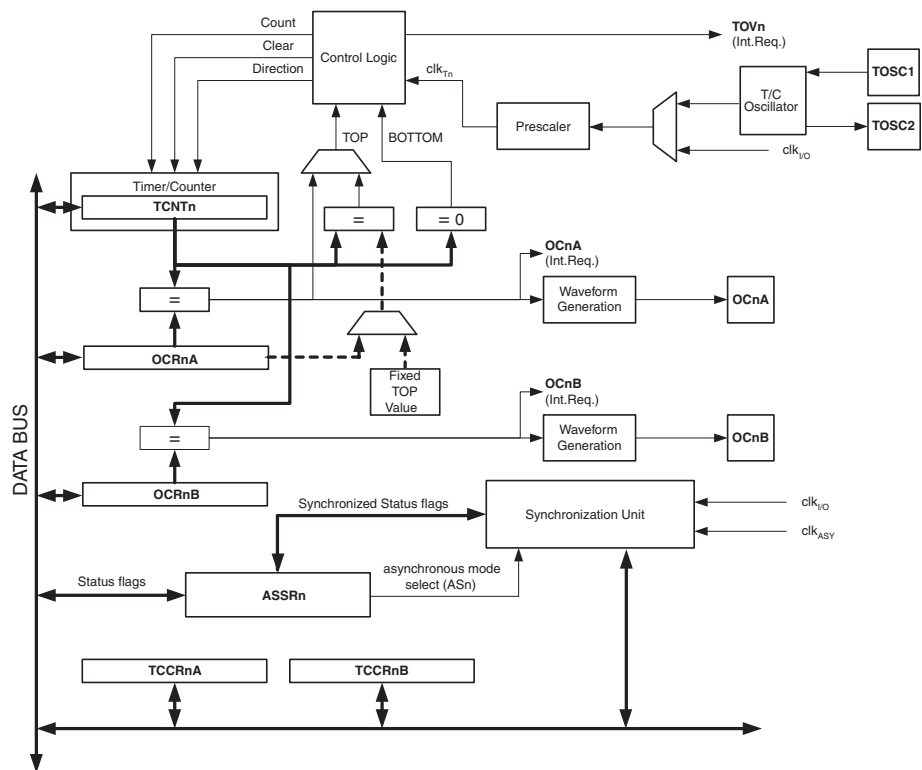 Count
Clear
Direction
Control Logic
TOVn
(Int.Req.)
clkTn
TOSC1
T/C
Oscillator
TOSC2
Prescaler
clkI/O
TOP
BOTTOM
Timer/Counter
TCNTn
=
= 0
OCnA
(Int.Req.)
=
Waveform
Generation
OCnA
OCRnA
Fixed
TOP
Value
OCnB
(Int.Req.)
=
Waveform
Generation
OCnB
DATA BUS
OCRnB
Synchronized Status flags
Synchronization Unit
clkI/O
clkASY
Status flags
ASSRn
asynchronous mode
select (ASn)
TCCRnA
TCCRnB